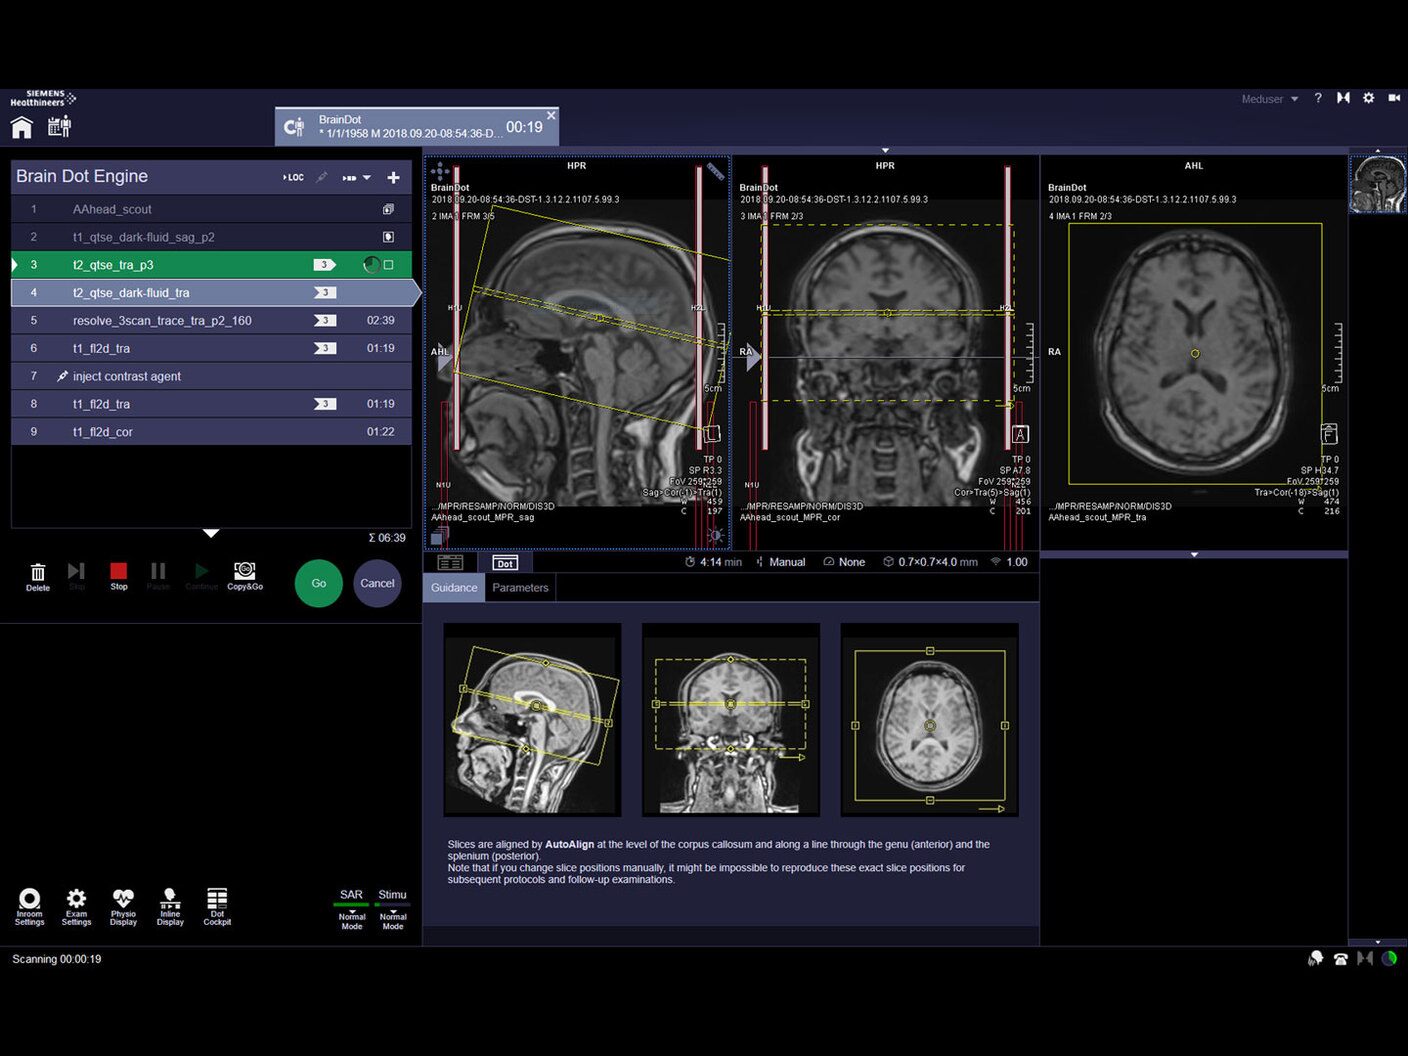 SIEMENS
Healthineers
Meduser
?
BrainDot
* 1/1/1958 M 2018.09.20-08:54:36-D...
00:19
Brain Dot Engine
LOC
1 AAhead_scout
2 t1_qtse_dark-fluid_sag_p2
3 t2_qtse_tra_p3 3
4 t2_qtse_dark-fluid_tra 3
5 resolve_3scan_trace_tra_p2_160 3 02:39
6 t1_fl2d_tra 3 01:19
7 inject contrast agent
8 t1_fl2d_tra 3 01:19
9 t1_fl2d_cor 01:22
Σ 06:39
Delete
Skip
Stop
Pause
Continue
Copy&Go
Go
Cancel
HPR
BrainDot
2018.09.20-08:54:36-DST-1.3.12.2.1107.5.99.3
2 IMA 1 FRM 3/5
H1U
H2L
AHL
5cm
L
N1U
TP 0
SP R3.3
FoV 259*259
Sag>Cor(-1)>Tra(1)
W 459
C 197
.../MPR/RESAMP/NORM/DIS3D
AAhead_scout_MPR_sag
HPR
BrainDot
2018.09.20-08:54:36-DST-1.3.12.2.1107.5.99.3
3 IMA 1 FRM 2/3
H1U
H2L
RA
5cm
A
N1U
TP 0
SP A7.8
FoV 259*259
Cor>Tra(5)>Sag(1)
W 456
C 201
.../MPR/RESAMP/NORM/DIS3D
AAhead_scout_MPR_cor
AHL
BrainDot
2018.09.20-08:54:36-DST-1.3.12.2.1107.5.99.3
4 IMA 1 FRM 2/3
RA
5cm
F
TP 0
SP H34.7
FoV 259*259
Tra>Cor(-18)>Sag(1)
W 474
C 216
.../MPR/RESAMP/NORM/DIS3D
AAhead_scout_MPR_tra
Dot
4:14 min
Manual
None
0.7×0.7×4.0 mm
1.00
Guidance
Parameters
Slices are aligned by AutoAlign at the level of the corpus callosum and along a line through the genu (anterior) and the
splenium (posterior).
Note that if you change slice positions manually, it might be impossible to reproduce these exact slice positions for
subsequent protocols and follow-up examinations.
Inroom
Settings
Exam
Settings
Physio
Display
Inline
Display
Dot
Cockpit
SAR
Normal
Mode
Stimu
Normal
Mode
Scanning 00:00:19